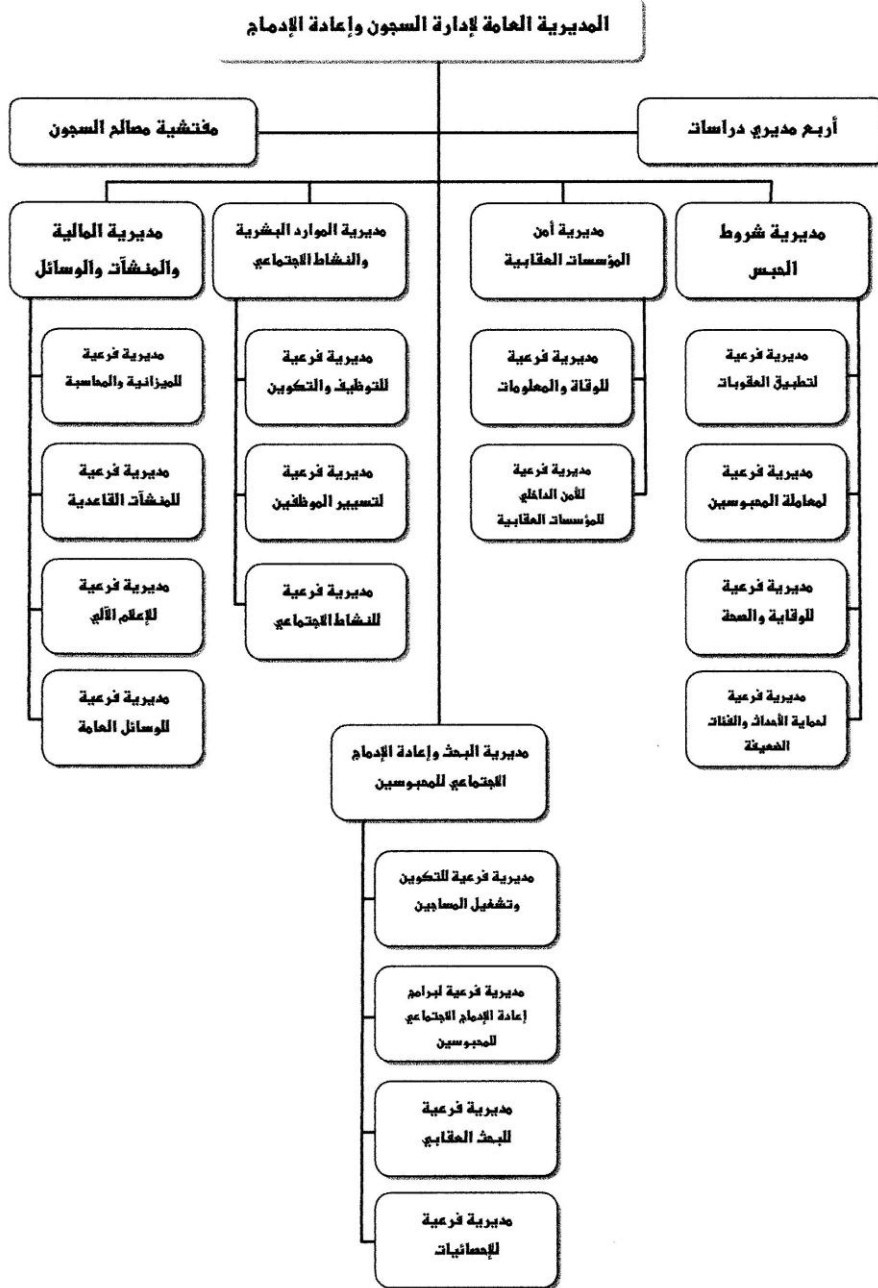 المديرية العامة لإدارة السجون وإعادة الإدماج
أربع مديري دراسات
مفتشية مصالح السجون
مديرية شروط
الحبس
مديرية فرعية
لتطبيق العقوبات
مديرية فرعية
لمعاملة المحبوسين
مديرية فرعية
للوقاية والصحة
مديرية فرعية
لحماية الأحداث والفئات
الضعيفة
مديرية أمن
المؤسسات العقابية
مديرية فرعية
للوقاة والمعلومات
مديرية فرعية
للأمن الداخلي
للمؤسسات العقابية
مديرية الموارد البشرية
والنشاط الاجتماعي
مديرية فرعية
للتوظيف والتكوين
مديرية فرعية
لتسيير الموظفين
مديرية فرعية
للنشاط الاجتماعي
مديرية المالية
والمنشآت والوسائل
مديرية فرعية
للميزانية والمحاسبة
مديرية فرعية
للمنشآت القاعدية
مديرية فرعية
للإعلام الآلي
مديرية فرعية
للوسائل العامة
مديرية البحث وإعادة الإدماج
الاجتماعي للمحبوسين
مديرية فرعية للتكوين
وتشغيل المساجين
مديرية فرعية لبرامج
إعادة الإدماج الاجتماعي
للمحبوسين
مديرية فرعية
للبحث العقابي
مديرية فرعية
للإحصائيات